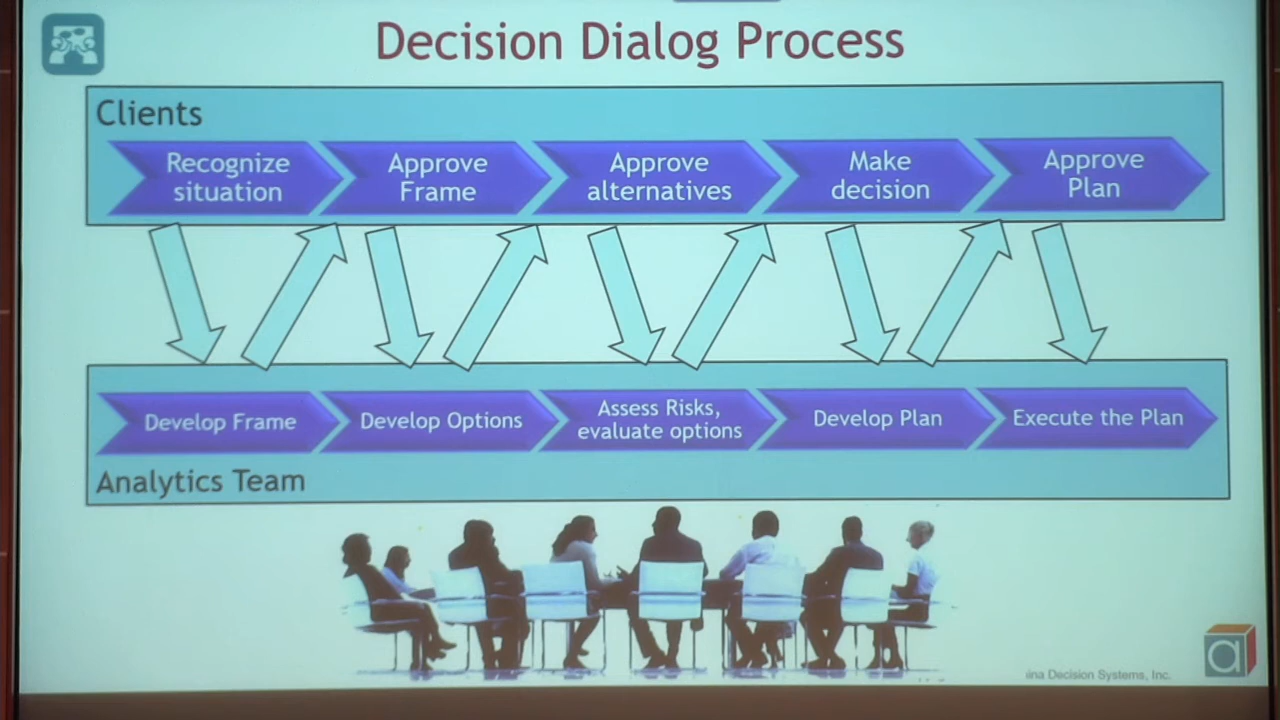 Decision Dialog Process
Clients
Recognize
situation
Approve
Frame
Approve
alternatives
Make
decision
Approve
Plan
Develop Frame
Develop Options
Assess Risks,
evaluate options
Develop Plan
Execute the Plan
Analytics Team
Decision Systems, Inc.
a